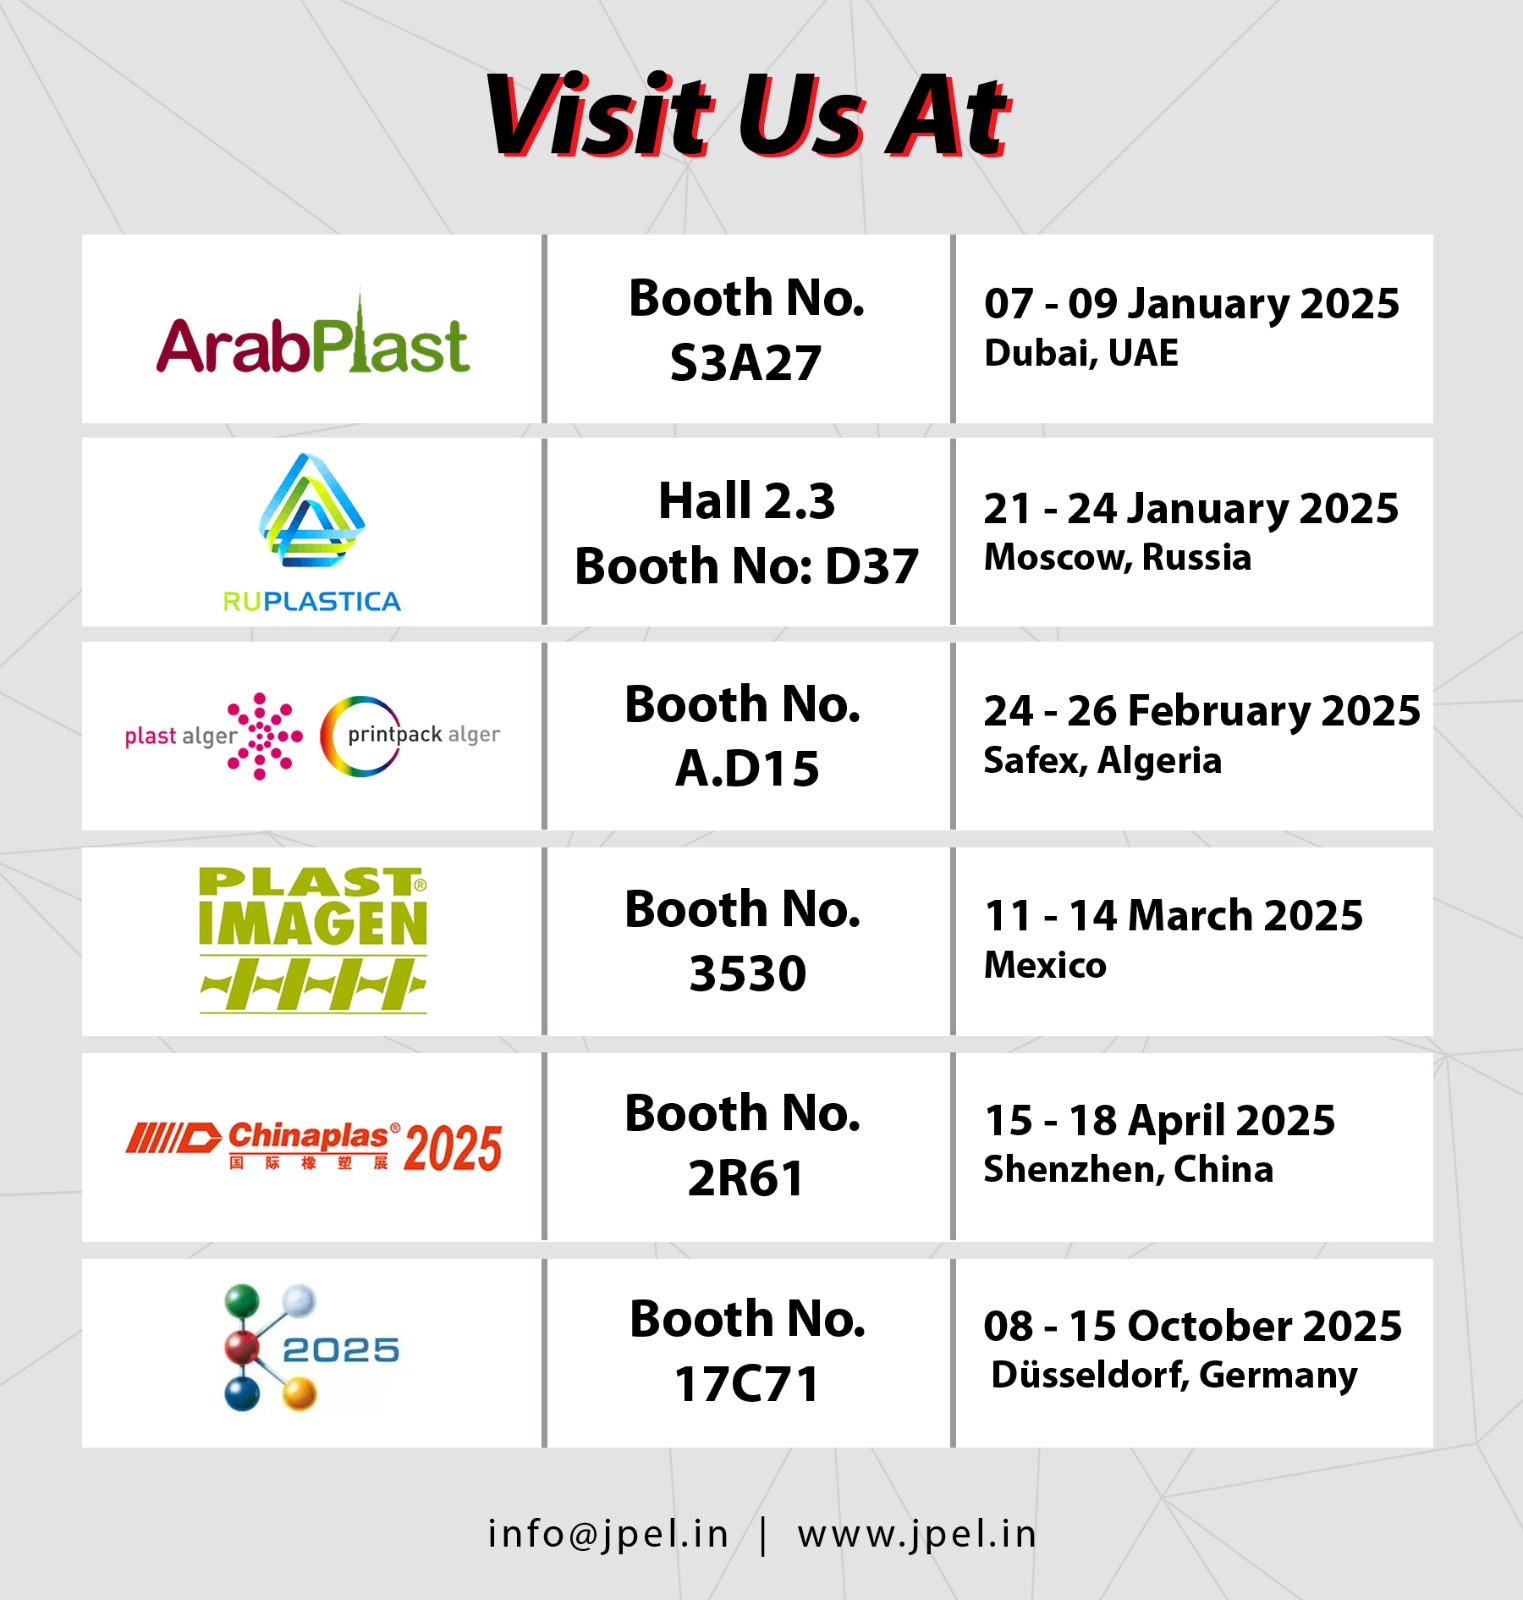 Visit Us At
ArabPlast
Booth No.
S3A27
07 - 09 January 2025
Dubai, UAE
RUPLASTICA
Hall 2.3
Booth No: D37
21 - 24 January 2025
Moscow, Russia
plast alger
printpack alger
Booth No.
A.D15
24 - 26 February 2025
Safex, Algeria
PLAST®
IMAGEN
Booth No.
3530
11 - 14 March 2025
Mexico
Chinaplas® 2025
国际橡塑展
Booth No.
2R61
15 - 18 April 2025
Shenzhen, China
K 2025
Booth No.
17C71
08 - 15 October 2025
Düsseldorf, Germany
info@jpel.in | www.jpel.in